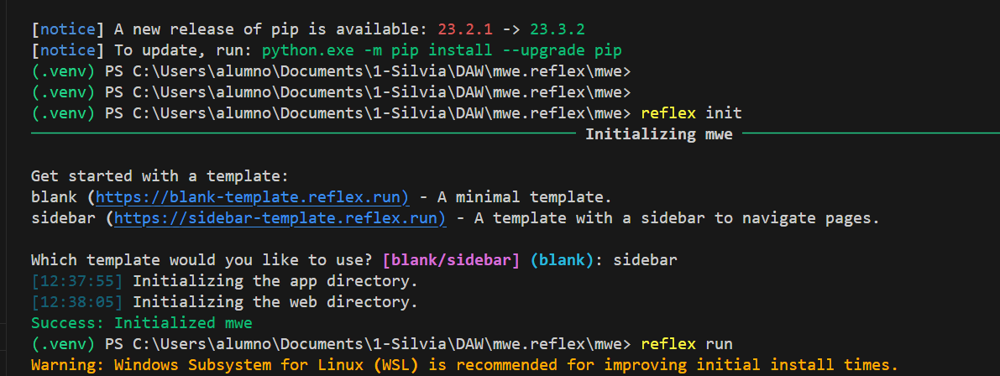 [notice] A new release of pip is available: 23.2.1 -> 23.3.2
[notice] To update, run: python.exe -m pip install --upgrade pip
(.venv) PS C:\Users\alumno\Documents\1-Silvia\DAW\mwe.reflex\mwe>
(.venv) PS C:\Users\alumno\Documents\1-Silvia\DAW\mwe.reflex\mwe>
(.venv) PS C:\Users\alumno\Documents\1-Silvia\DAW\mwe.reflex\mwe> reflex init
Initializing mwe
Get started with a template:
blank (https://blank-template.reflex.run) - A minimal template.
sidebar (https://sidebar-template.reflex.run) - A template with a sidebar to navigate pages.
Which template would you like to use? [blank/sidebar] (blank): sidebar
[12:37:55] Initializing the app directory.
[12:38:05] Initializing the web directory.
Success: Initialized mwe
(.venv) PS C:\Users\alumno\Documents\1-Silvia\DAW\mwe.reflex\mwe> reflex run
Warning: Windows Subsystem for Linux (WSL) is recommended for improving initial install times.